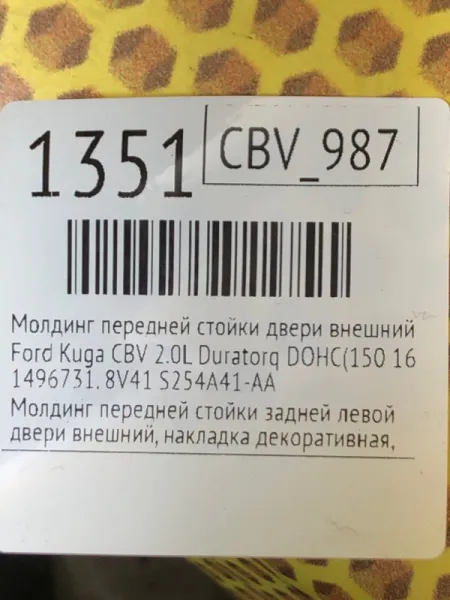 1351
CBV_987
Молдинг передней стойки двери внешний
Ford Kuga CBV 2.0L Duratorq DOHC(150 16
1496731. 8V41 S254A41-AA
Молдинг передней стойки задней левой
двери внешний, накладка декоративная,